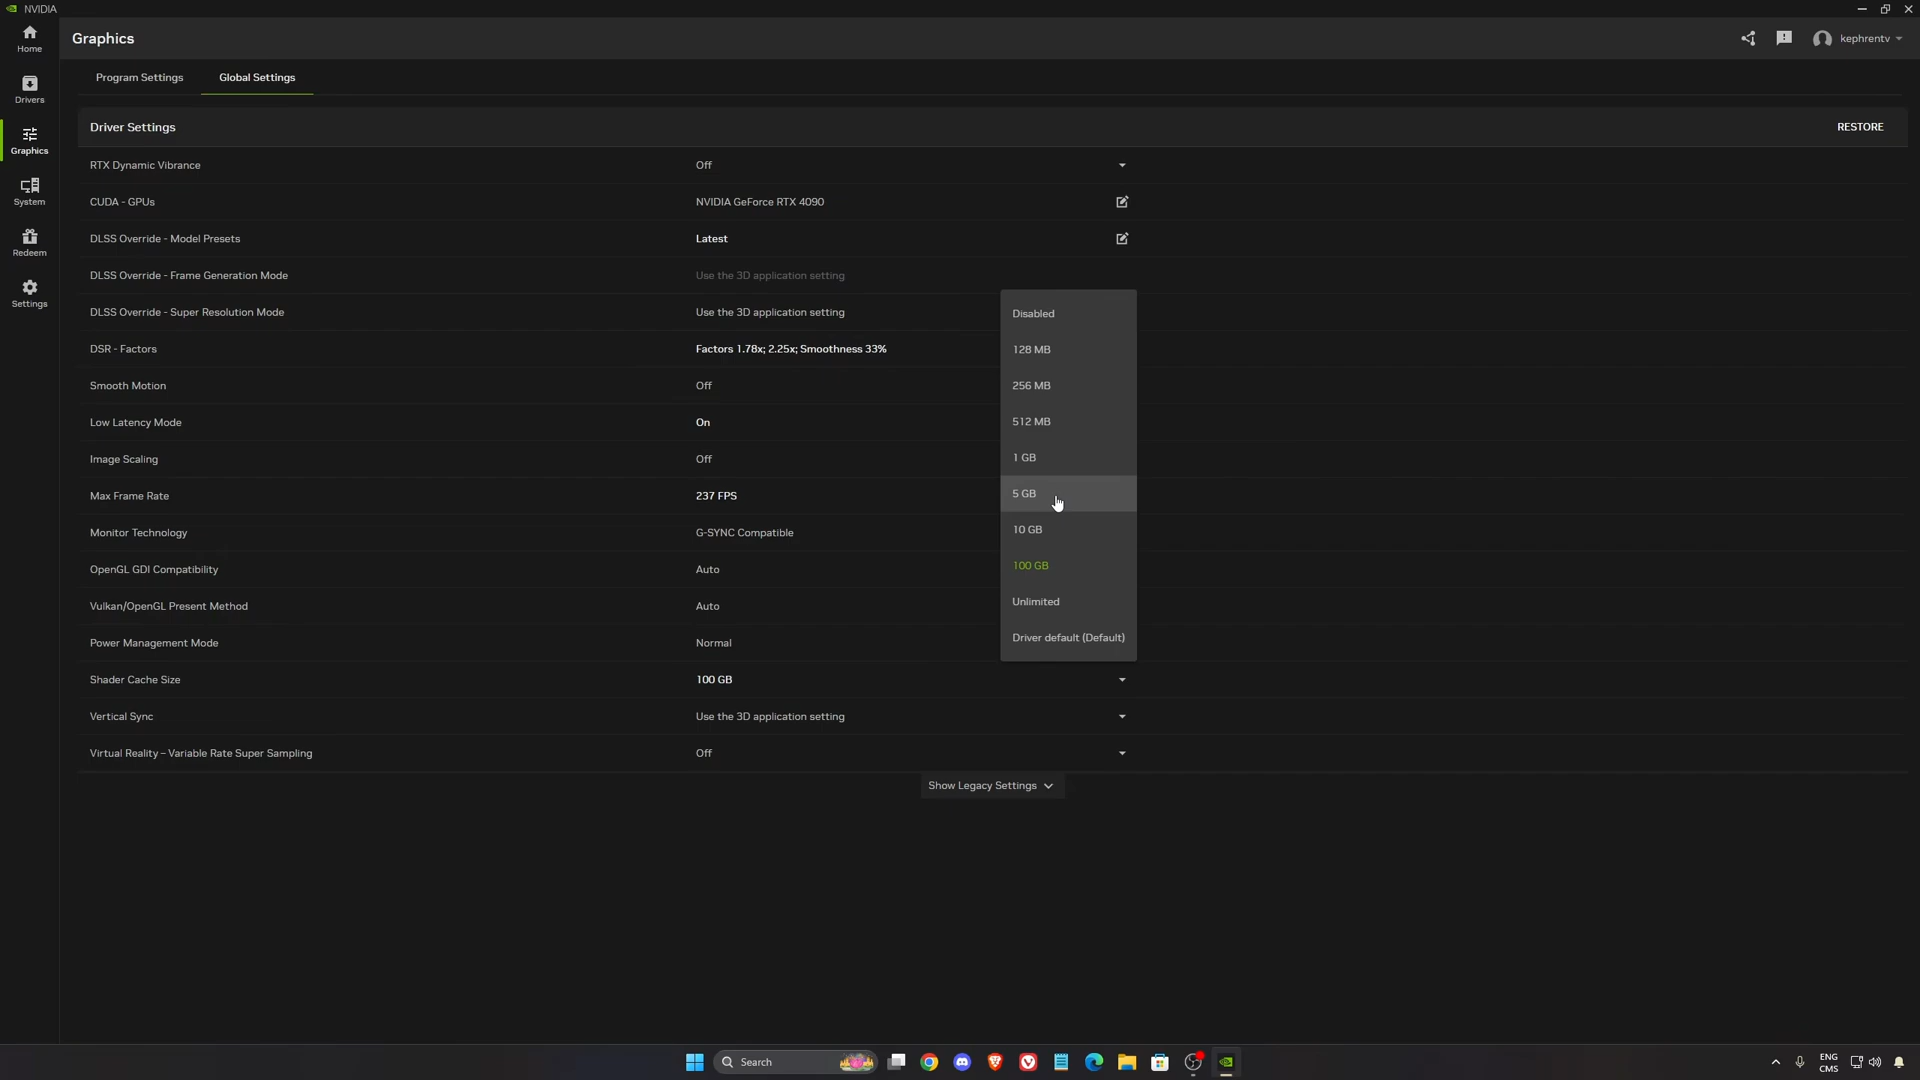 NVIDIA
Home
Graphics
kephrentv
Drivers
Program Settings
Global Settings
Driver Settings
RESTORE
Graphics
RTX Dynamic Vibrance
Off
CUDA - GPUs
NVIDIA GeForce RTX 4090
System
DLSS Override - Model Presets
Latest
Redeem
DLSS Override - Frame Generation Mode
Use the 3D application setting
Settings
DLSS Override - Super Resolution Mode
Use the 3D application setting
DSR - Factors
Factors 1.78x; 2.25x; Smoothness 33%
Smooth Motion
Off
Low Latency Mode
On
Image Scaling
Off
Max Frame Rate
237 FPS
Monitor Technology
G-SYNC Compatible
OpenGL GDI Compatibility
Auto
Vulkan/OpenGL Present Method
Auto
Power Management Mode
Normal
Disabled
128 MB
256 MB
512 MB
1 GB
5 GB
10 GB
100 GB
Unlimited
Driver default (Default)
Shader Cache Size
100 GB
Vertical Sync
Use the 3D application setting
Virtual Reality – Variable Rate Super Sampling
Off
Show Legacy Settings
Search
ENG
CMS